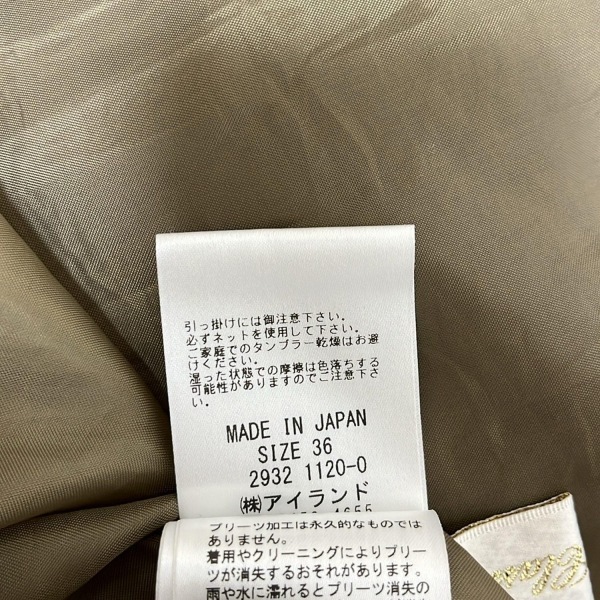 引っ掛けには御注意下さい。
必ずネットを使用して下さい。
ご家庭でのタンブラー乾燥はお避
けください。
湿った状態での摩擦は色落ちする
可能性がありますのでご注意下さ
い。
MADE IN JAPAN
SIZE 36
2932 1120-0
㈱アイランド
4655
プリーツ加工は永久的なものでは
ありません。
着用やクリーニングによりプリー
ツが消失するおそれがあります。
雨や水に濡れるとプリーツ消失の